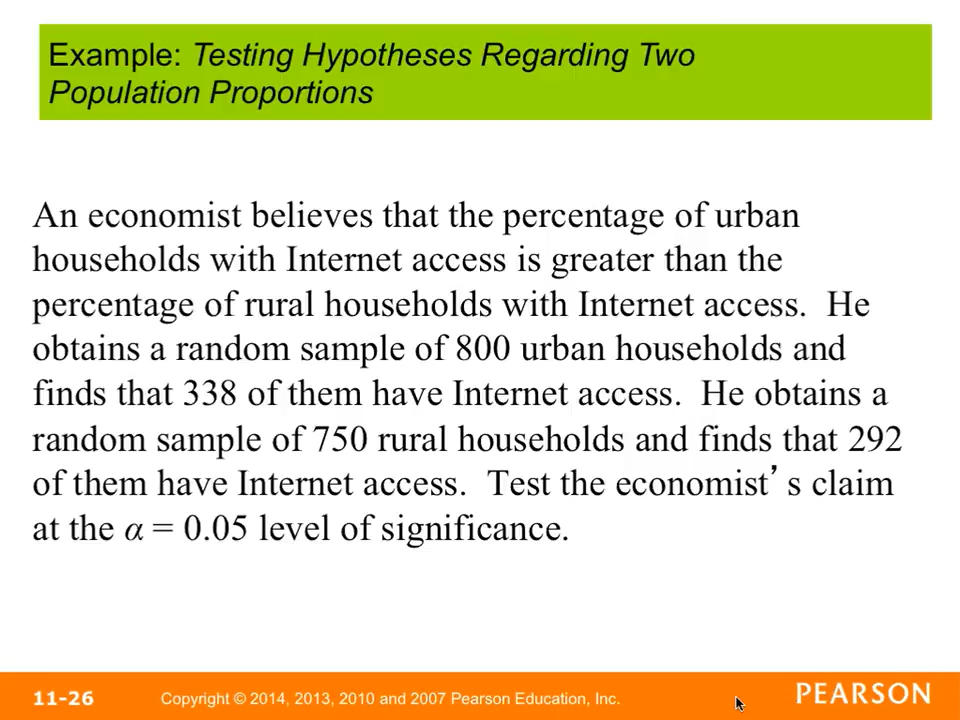 Example: Testing Hypotheses Regarding Two
Population Proportions
An economist believes that the percentage of urban
households with Internet access is greater than the
percentage of rural households with Internet access.  He
obtains a random sample of 800 urban households and
finds that 338 of them have Internet access.  He obtains a
random sample of 750 rural households and finds that 292
of them have Internet access.  Test the economist’ s claim
at the α = 0.05 level of significance.
11-26
Copyright © 2014, 2013, 2010 and 2007 Pearson Education, Inc.
PEARSON